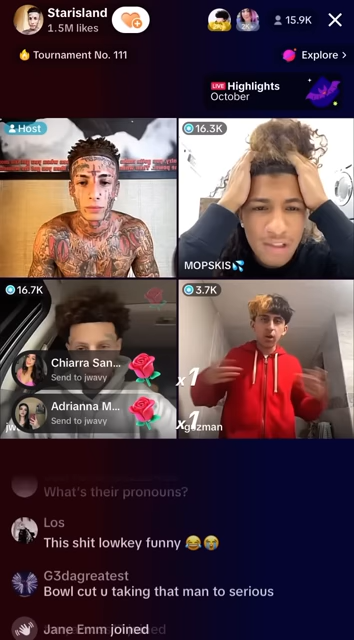 Starisland
1.5M likes
15.9K
Tournament No. 111
Explore >
LIVE Highlights
October
Host
16.3K
MOPSKIS💦
16.7K
3.7K
Chiarra San...
Send to jwavy
x1
Adrianna M...
Send to jwavy
x1
What's their pronouns?
Los
This shit lowkey funny 😂😭
G3dagreatest
Bowl cut u taking that man to serious
Jane Emm joined